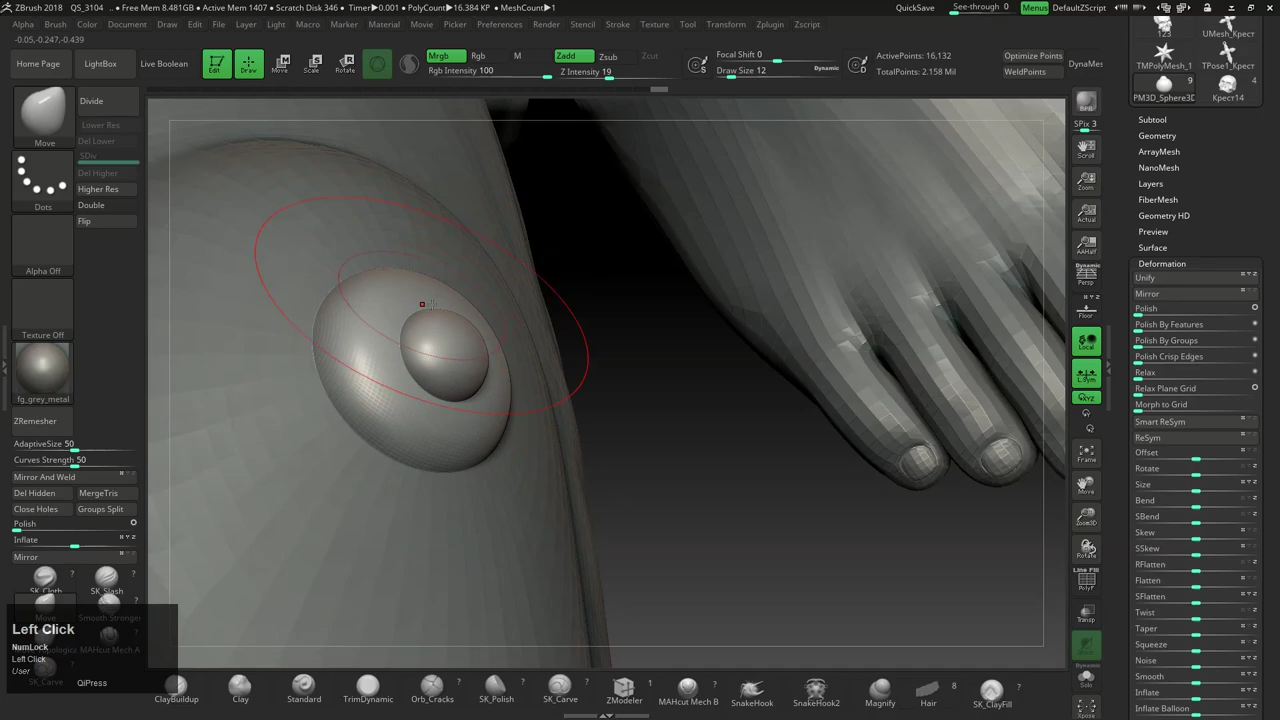 ZBrush 2018 QS_3104 .. • Free Mem 8.481GB • Active Mem 1407 • Scratch Disk 346 • Timer▶0.001 • PolyCount▶16.384 KP • MeshCount▶1
QuickSave See-through 0 Menus DefaultZScript
Alpha Brush Color Document Draw Edit File Layer Light Macro Marker Material Movie Picker Preferences Render Stencil Stroke Texture Tool Transform Zplugin Zscript
-0.05,-0.247,-0.439
Home Page LightBox Live Boolean Edit Draw Move Scale Rotate
Mrgb Rgb M Zadd Zsub Zcut
Rgb Intensity 100 Z Intensity 19
Focal Shift 0
Draw Size 12 Dynamic
ActivePoints: 16,132
TotalPoints: 2.158 Mil
Optimize Points
WeldPoints
DynaMes
Move
Divide
Lower Res
Del Lower
SDiv
Del Higher
Higher Res
Double
Flip
Dots
Alpha Off
Texture Off
fg_grey_metal
ZRemesher
AdaptiveSize 50
Curves Strength 50
Mirror And Weld
Del Hidden MergeTris
Close Holes Groups Split
Polish
Inflate
Mirror
SK_Cloth SK_Slash
Move Smooth Stronger
MAHcut Mech A
SK_Carve
Left Click
NumLock
Left Click
User
QiPress
ClayBuildup Clay Standard TrimDynamic Orb_Cracks SK_Polish SK_Carve ZModeler MAHcut Mech B SnakeHook SnakeHook2 Magnify Hair 8 SK_ClayFill
BPR
SPix 3
Scroll
Zoom
Actual
AAHalf
Dynamic
Persp
Floor
Local
L.Sym
XYZ
Frame
Move
Zoom3D
Rotate
Line Fill
PolyF
Transp
Dynamic
Solo
Xpose
123 UMesh_Крест
TMPolyMesh_1 TPose1_Крест
9 4
PM3D_Sphere3D Крест14
Subtool
Geometry
ArrayMesh
NanoMesh
Layers
FiberMesh
Geometry HD
Preview
Surface
Deformation
Unify
Mirror
Polish
Polish By Features
Polish By Groups
Polish Crisp Edges
Relax
Relax Plane Grid
Morph to Grid
Smart ReSym
ReSym
Offset
Rotate
Size
Bend
SBend
Skew
SSkew
RFlatten
Flatten
SFlatten
Twist
Taper
Squeeze
Noise
Smooth
Inflate
Inflate Balloon